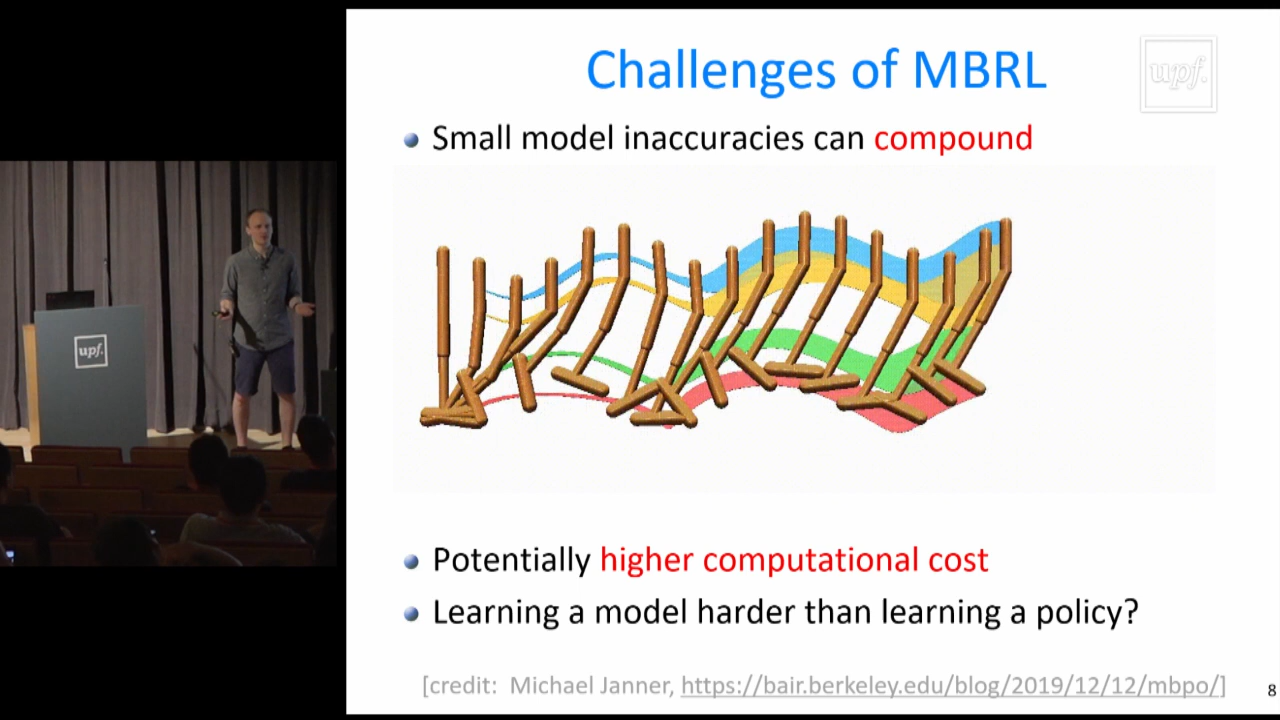 Challenges of MBRL
upf.
Small model inaccuracies can compound
upf.
Potentially higher computational cost
Learning a model harder than learning a policy?
[credit: Michael Janner, https://bair.berkeley.edu/blog/2019/12/12/mbpo/]
8